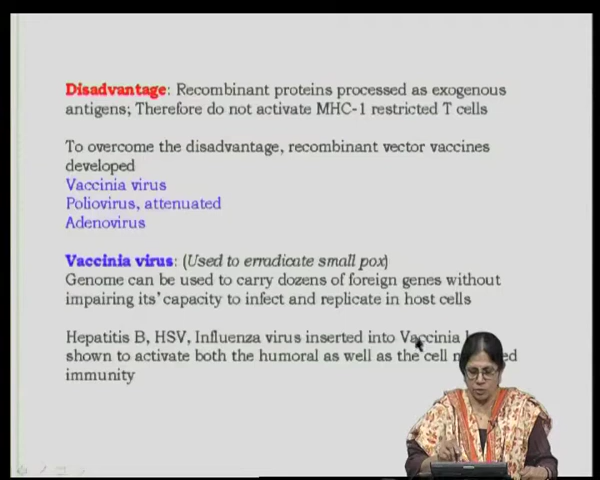 Disadvantage: Recombinant proteins processed as exogenous
antigens; Therefore do not activate MHC-1 restricted T cells
To overcome the disadvantage, recombinant vector vaccines
developed
Vaccinia virus
Poliovirus, attenuated
Adenovirus
Vaccinia virus: (Used to erradicate small pox)
Genome can be used to carry dozens of foreign genes without
impairing its' capacity to infect and replicate in host cells
Hepatitis B, HSV, Influenza virus inserted into Vaccinia
shown to activate both the humoral as well as the cell
immunity